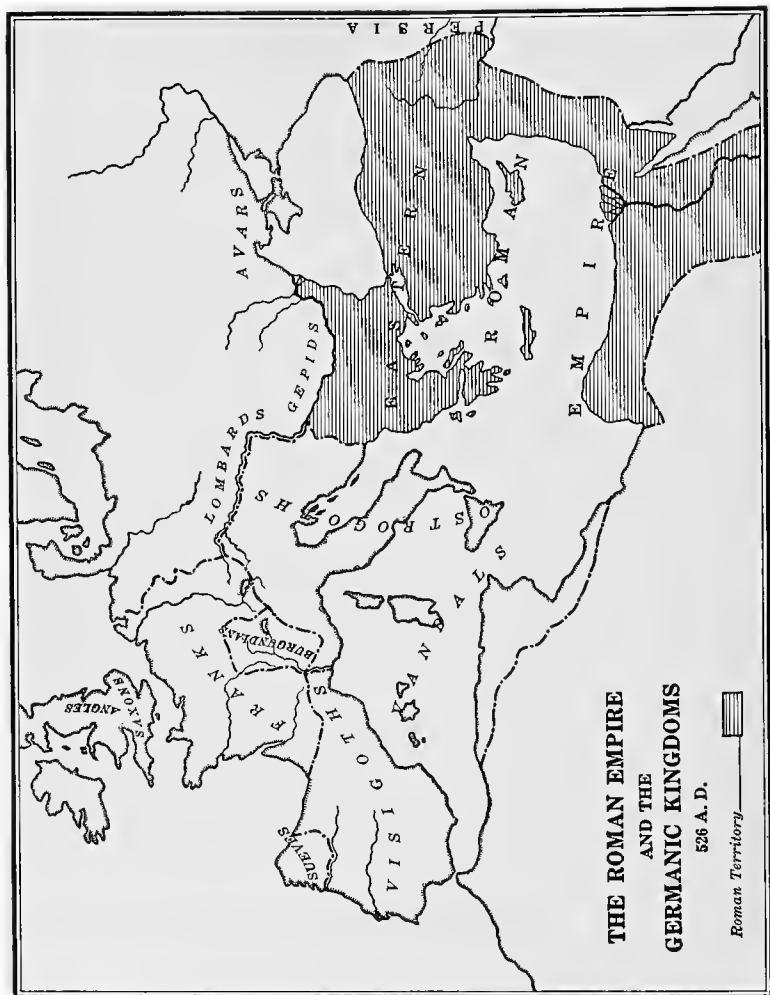 THE ROMAN EMPIRE
AND THE
GERMANIC KINGDOMS
526 A. D.
Roman Territory
ANGLES
SAXONS
FRANKS
BURGUNDIANS
SUEVES
VISIGOTHS
VANDALS
OSTROGOTHS
LOMBARDS
GEPIDS
AVARS
EASTERN
ROMAN
EMPIRE
PERSIA